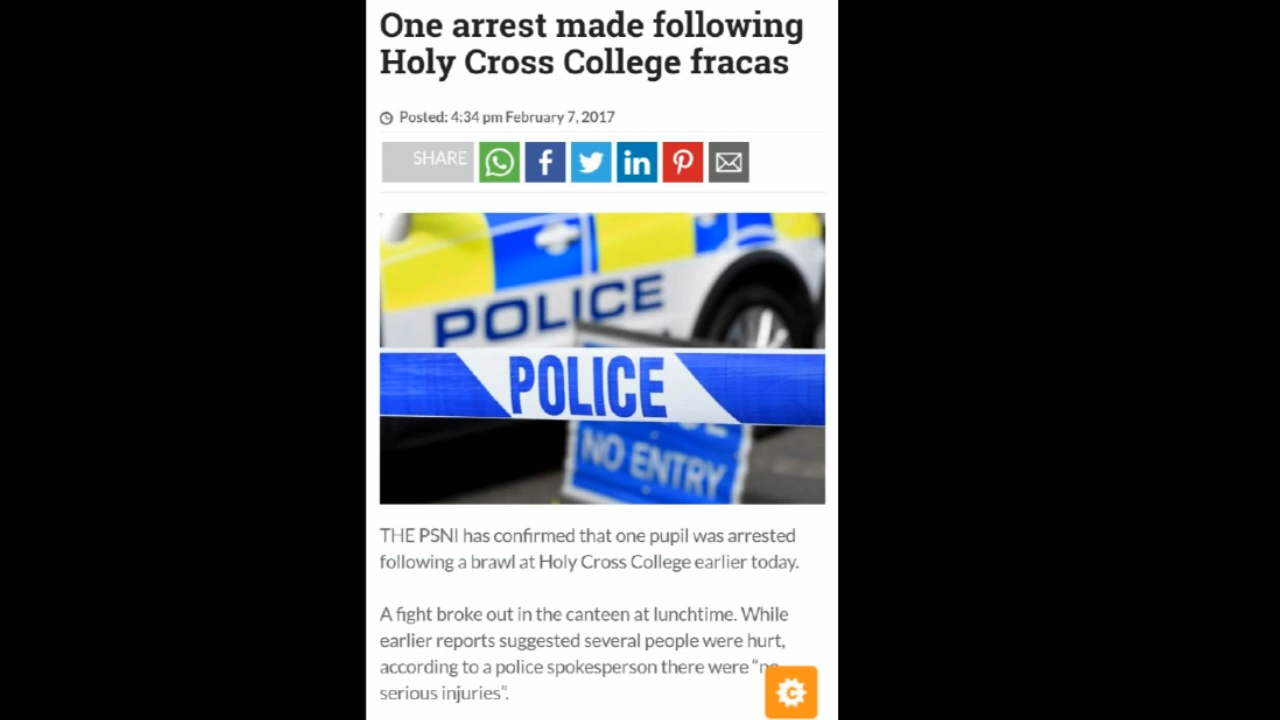 One arrest made following
Holy Cross College fracas
Posted: 4:34 pm February 7, 2017
SHARE
POLICE
POLICE
NO ENTRY
THE PSNI has confirmed that one pupil was arrested
following a brawl at Holy Cross College earlier today.
A fight broke out in the canteen at lunchtime. While
earlier reports suggested several people were hurt,
according to a police spokesperson there were “no
serious injuries”.